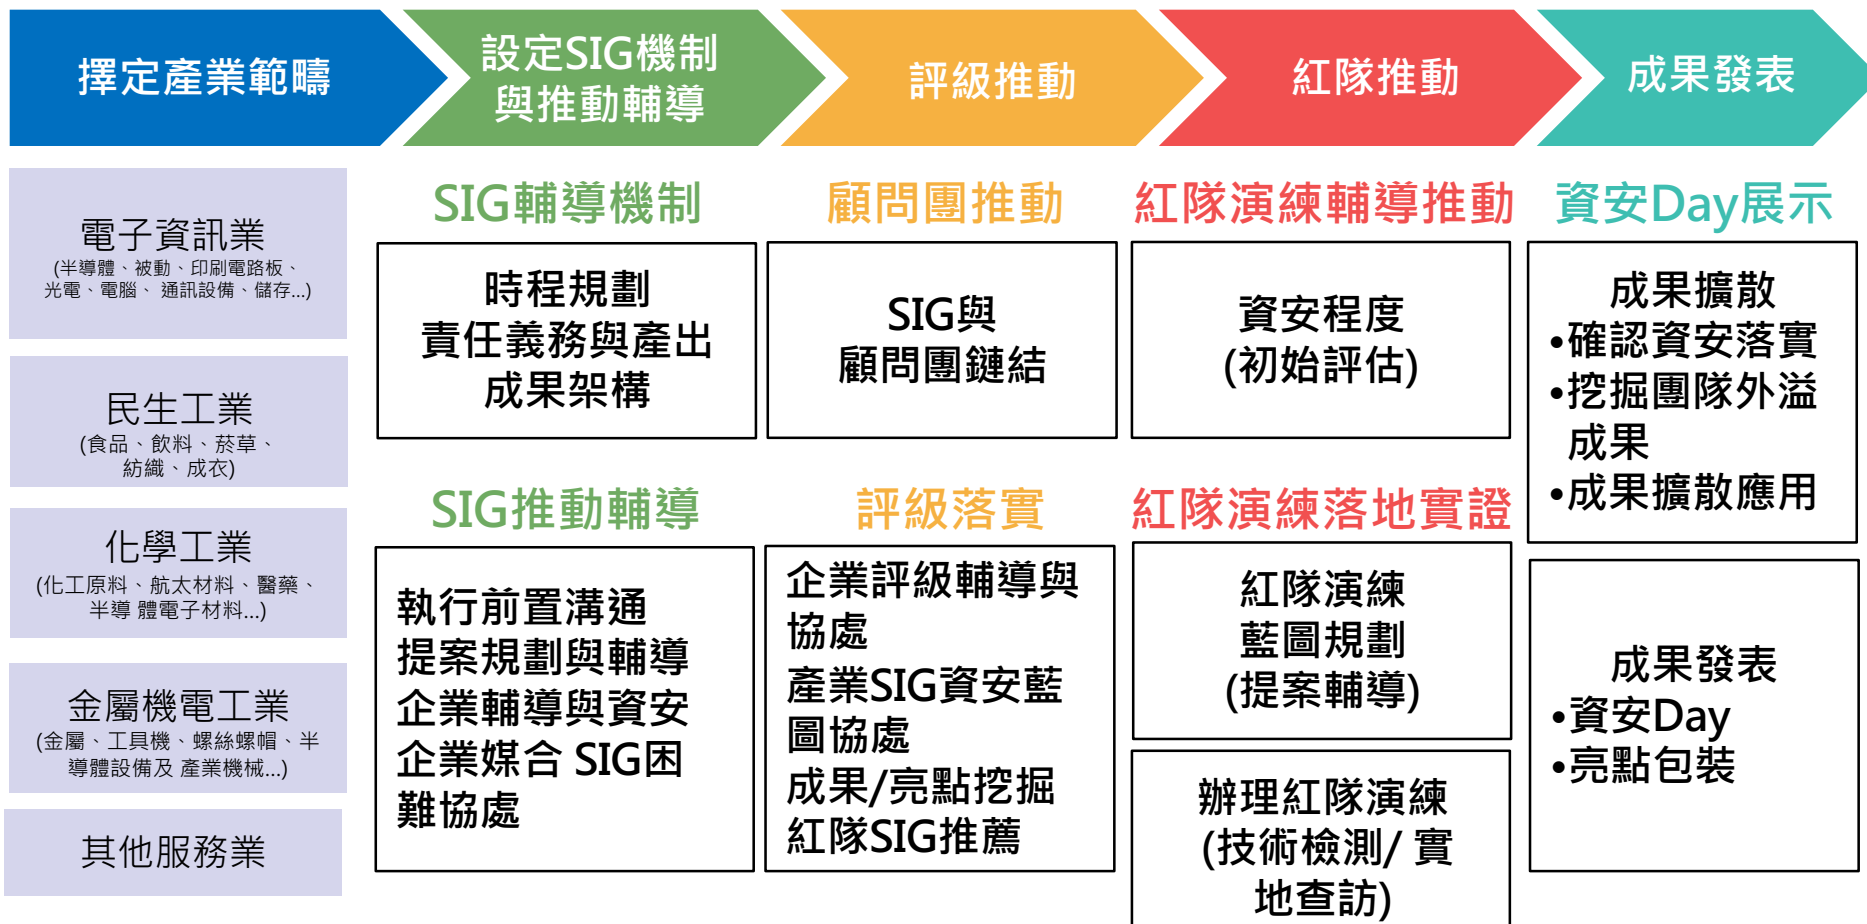 擇定產業範疇
設定SIG機制
與推動輔導
評級推動
紅隊推動
成果發表
電子資訊業
(半導體、被動、印刷電路板、
光電、電腦、 通訊設備、儲存...)
民生工業
(食品、飲料、菸草、
紡織、成衣)
化學工業
(化工原料、航太材料、醫藥、
半導 體電子材料...)
金屬機電工業
(金屬、工具機、螺絲螺帽、半
導體設備及 產業機械...)
其他服務業
SIG輔導機制
時程規劃
責任義務與產出
成果架構
SIG推動輔導
執行前置溝通
提案規劃與輔導
企業輔導與資安
企業媒合 SIG困
難協處
顧問團推動
SIG與
顧問團鏈結
評級落實
企業評級輔導與
協處
產業SIG資安藍
圖協處
成果/亮點挖掘
紅隊SIG推薦
紅隊演練輔導推動
資安程度
(初始評估)
紅隊演練落地實證
紅隊演練
藍圖規劃
(提案輔導)
辦理紅隊演練
(技術檢測/ 實
地查訪)
資安Day展示
成果擴散
•確認資安落實
•挖掘團隊外溢
成果
•成果擴散應用
成果發表
•資安Day
•亮點包裝